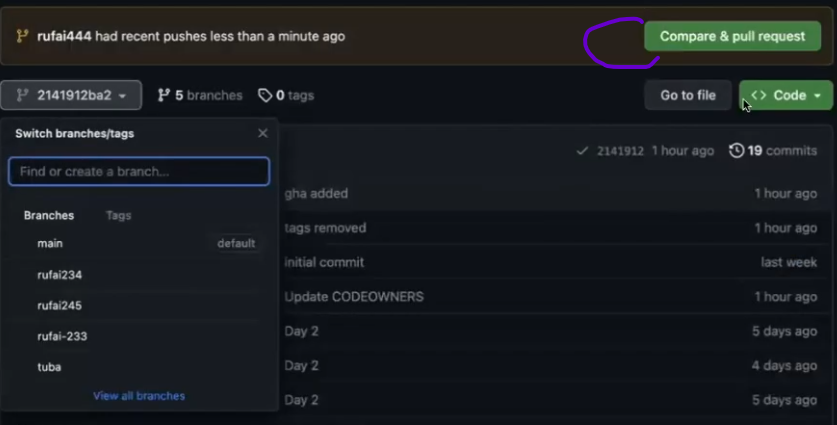 rufai444 had recent pushes less than a minute ago
Compare & pull request
2141912ba2
5 branches
0 tags
Go to file
Code
Switch branches/tags
Find or create a branch...
Branches
Tags
main
default
rufai234
rufai245
rufai-233
tuba
View all branches
2141912 1 hour ago
19 commits
gha added
1 hour ago
tags removed
1 hour ago
initial commit
last week
Update CODEOWNERS
1 hour ago
Day 2
5 days ago
Day 2
4 days ago
Day 2
5 days ago